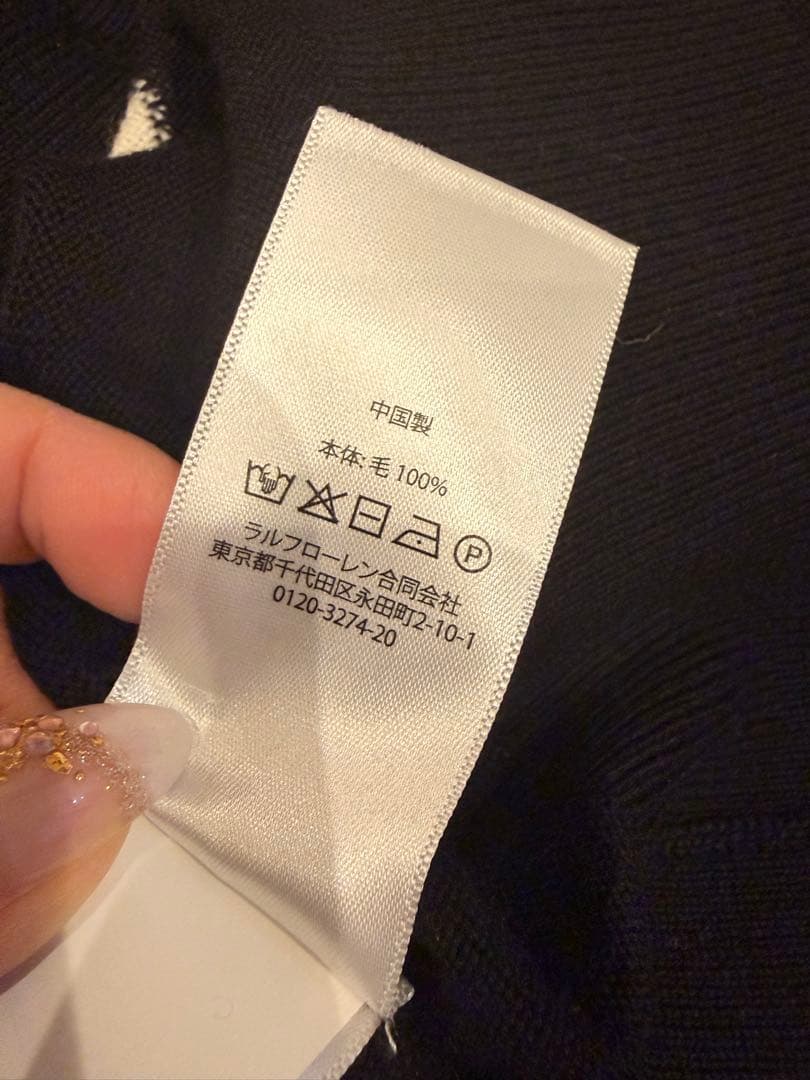 中国製
本体: 毛 100%
P
ラルフローレン合同会社
東京都千代田区永田町2-10-1
0120-3274-20